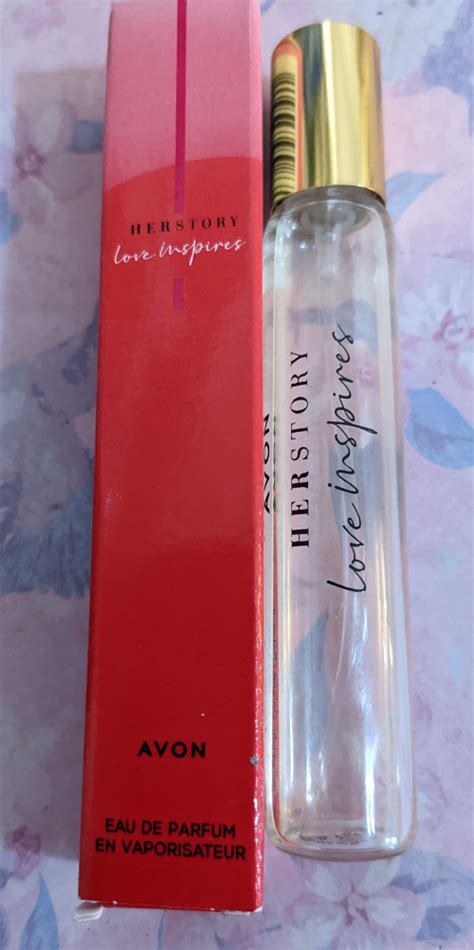 HERSTORY
love inspires
AVON
EAU DE PARFUM
EN VAPORISATEUR
AVON
HERSTORY
love inspires